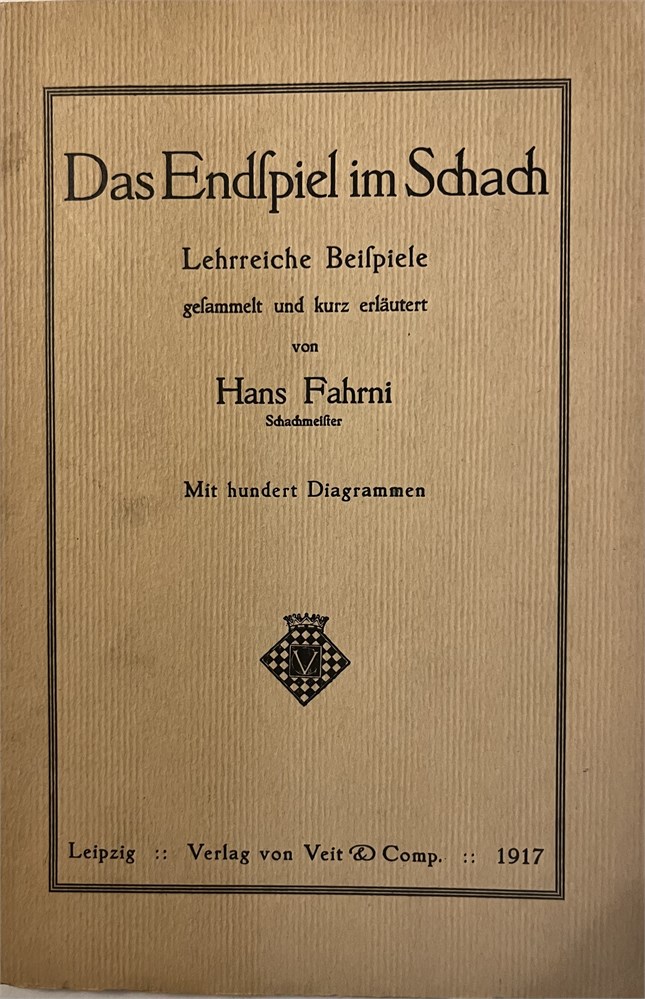 Das Endſpiel im Schach
Lehrreiche Beiſpiele
geſammelt und kurz erläutert
von
Hans Fahrni
Schachmeiſter
Mit hundert Diagrammen
V
Leipzig :: Verlag von Veit & Comp. :: 1917